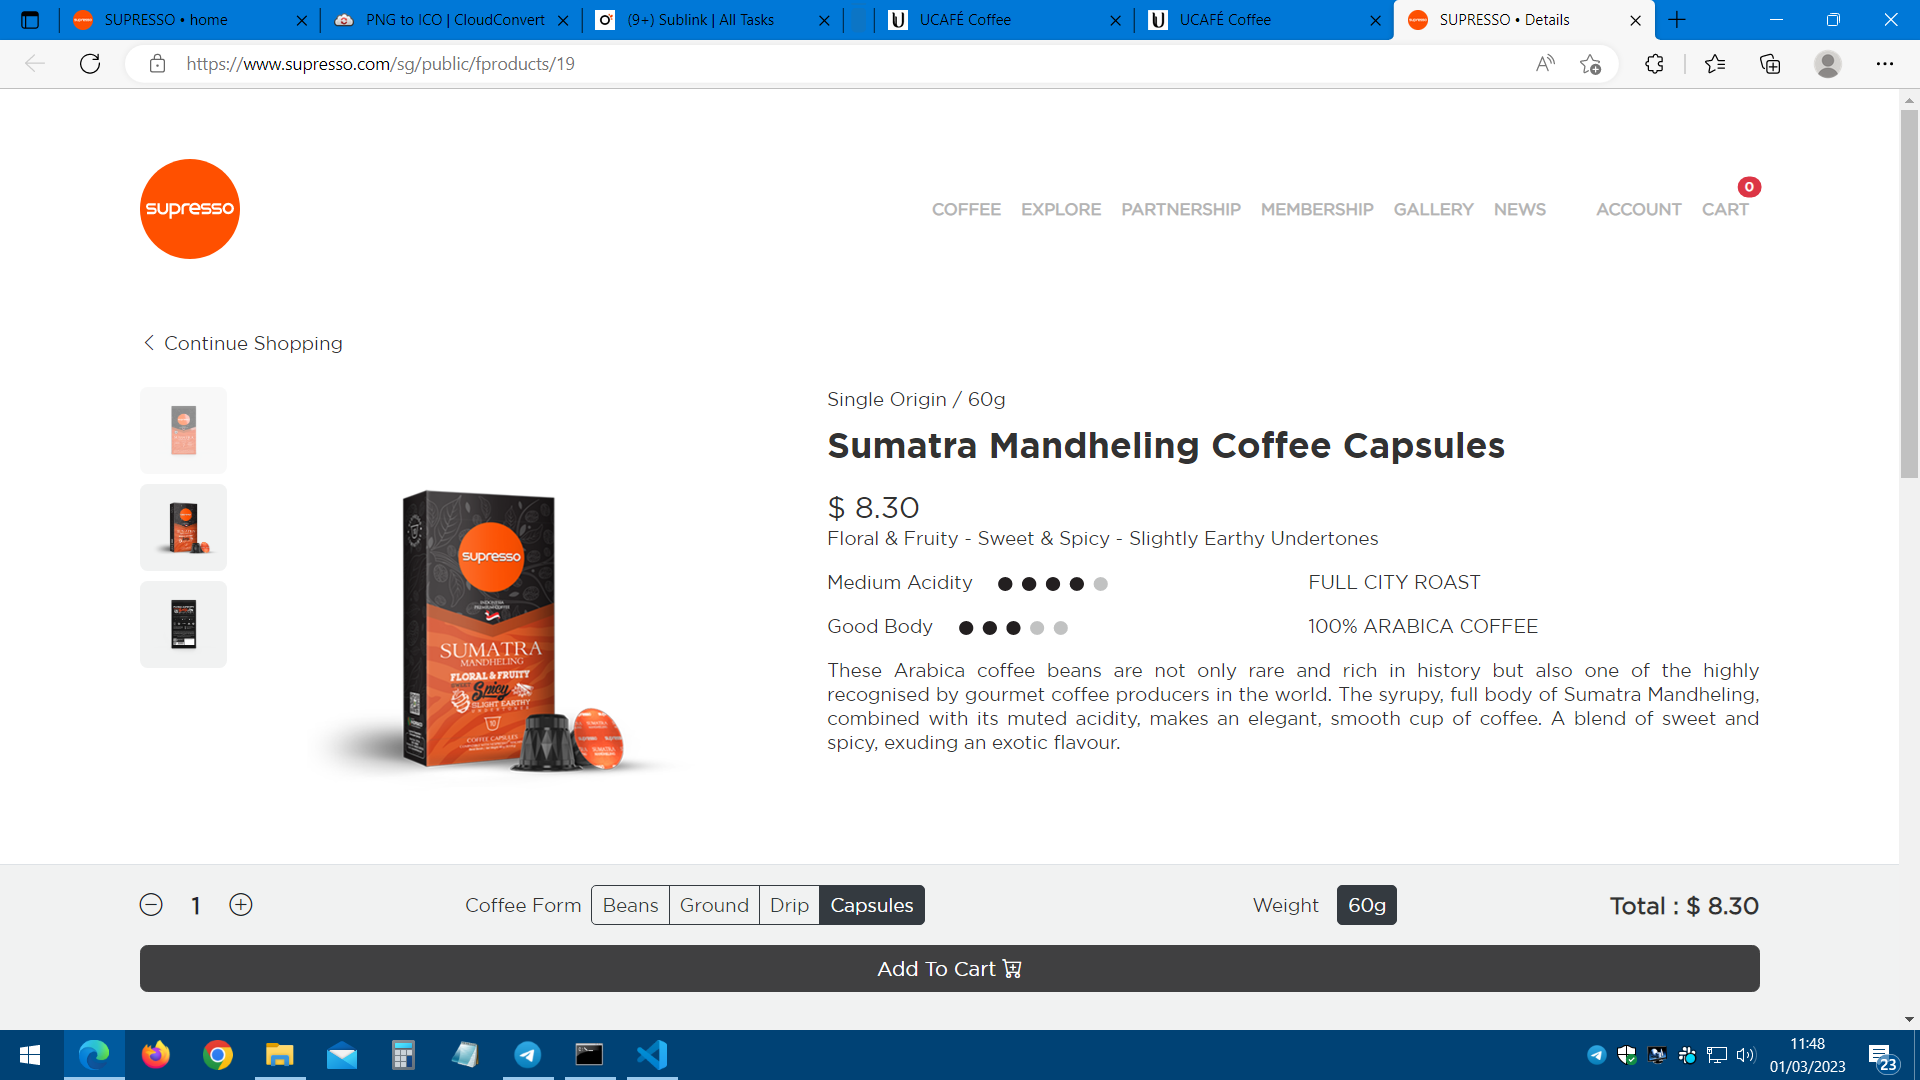 SUPRESSO • home
PNG to ICO | CloudConvert
(9+) Sublink | All Tasks
UCAFÉ Coffee
UCAFÉ Coffee
SUPRESSO • Details
https://www.supresso.com/sg/public/fproducts/19
supresso
COFFEE EXPLORE PARTNERSHIP MEMBERSHIP GALLERY NEWS ACCOUNT CART 0
Continue Shopping
Single Origin / 60g
Sumatra Mandheling Coffee Capsules
$ 8.30
Floral & Fruity - Sweet & Spicy - Slightly Earthy Undertones
Medium Acidity
FULL CITY ROAST
Good Body
100% ARABICA COFFEE
These Arabica coffee beans are not only rare and rich in history but also one of the highly
recognised by gourmet coffee producers in the world. The syrupy, full body of Sumatra Mandheling,
combined with its muted acidity, makes an elegant, smooth cup of coffee. A blend of sweet and
spicy, exuding an exotic flavour.
supresso
SUMATRA
MANDHELING
FLORAL & FRUITY
Spicy
SLIGHT EARTHY
UNDERTONES
10
COFFEE CAPSULES
1
Coffee Form Beans Ground Drip Capsules
Weight 60g
Total : $ 8.30
Add To Cart
11:48
01/03/2023
23